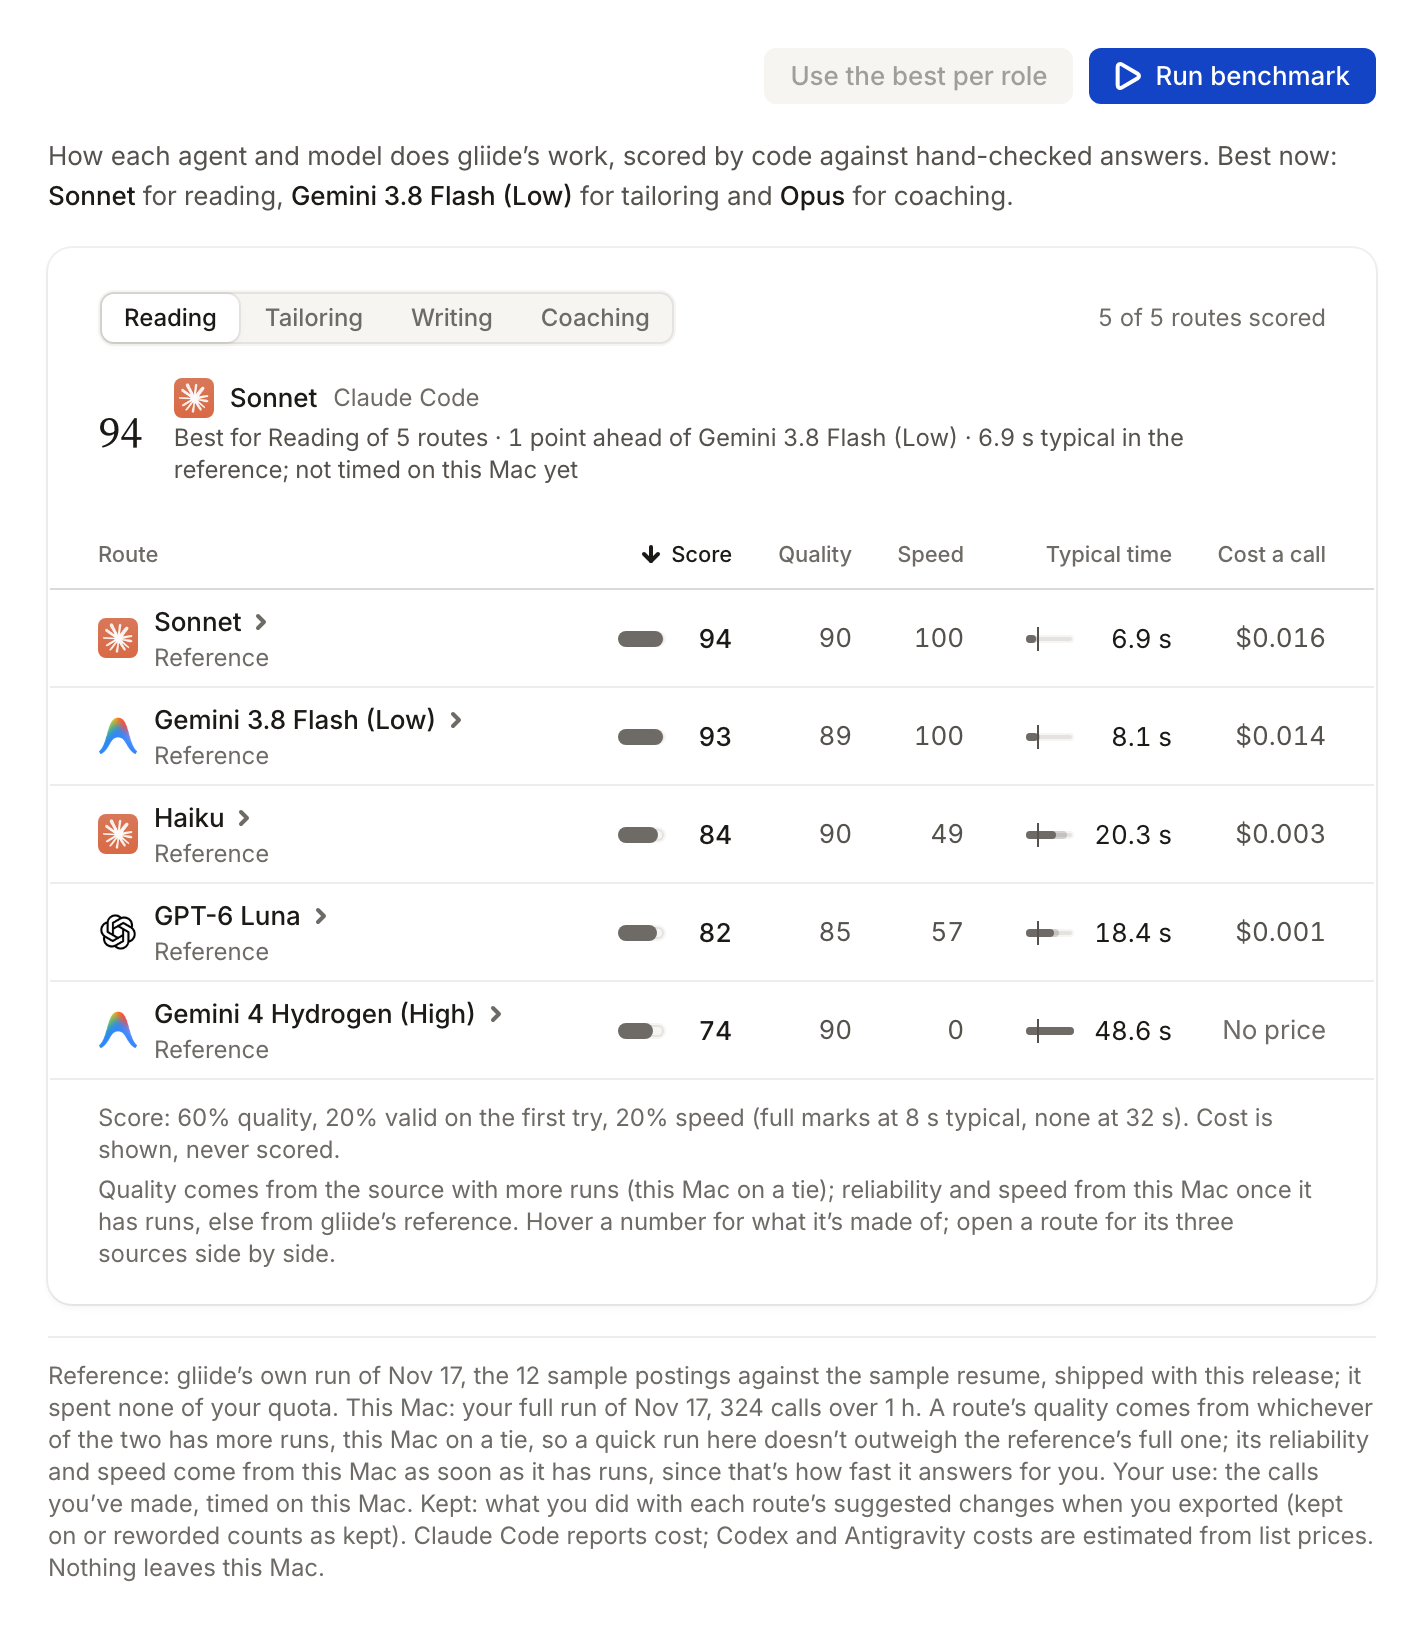 Use the best per role
Run benchmark
How each agent and model does gliide’s work, scored by code against hand-checked answers. Best now:
Sonnet for reading, Gemini 3.8 Flash (Low) for tailoring and Opus for coaching.
Reading Tailoring Writing Coaching
5 of 5 routes scored
94
Sonnet Claude Code
Best for Reading of 5 routes · 1 point ahead of Gemini 3.8 Flash (Low) · 6.9 s typical in the
reference; not timed on this Mac yet
Route Score Quality Speed Typical time Cost a call
Sonnet
Reference
94 90 100 6.9 s $0.016
Gemini 3.8 Flash (Low)
Reference
93 89 100 8.1 s $0.014
Haiku
Reference
84 90 49 20.3 s $0.003
GPT-6 Luna
Reference
82 85 57 18.4 s $0.001
Gemini 4 Hydrogen (High)
Reference
74 90 0 48.6 s No price
Score: 60% quality, 20% valid on the first try, 20% speed (full marks at 8 s typical, none at 32 s). Cost is
shown, never scored.
Quality comes from the source with more runs (this Mac on a tie); reliability and speed from this Mac once it
has runs, else from gliide’s reference. Hover a number for what it’s made of; open a route for its three
sources side by side.
Reference: gliide’s own run of Nov 17, the 12 sample postings against the sample resume, shipped with this release; it
spent none of your quota. This Mac: your full run of Nov 17, 324 calls over 1 h. A route’s quality comes from whichever
of the two has more runs, this Mac on a tie, so a quick run here doesn’t outweigh the reference’s full one; its reliability
and speed come from this Mac as soon as it has runs, since that’s how fast it answers for you. Your use: the calls
you’ve made, timed on this Mac. Kept: what you did with each route’s suggested changes when you exported (kept
on or reworded counts as kept). Claude Code reports cost; Codex and Antigravity costs are estimated from list prices.
Nothing leaves this Mac.